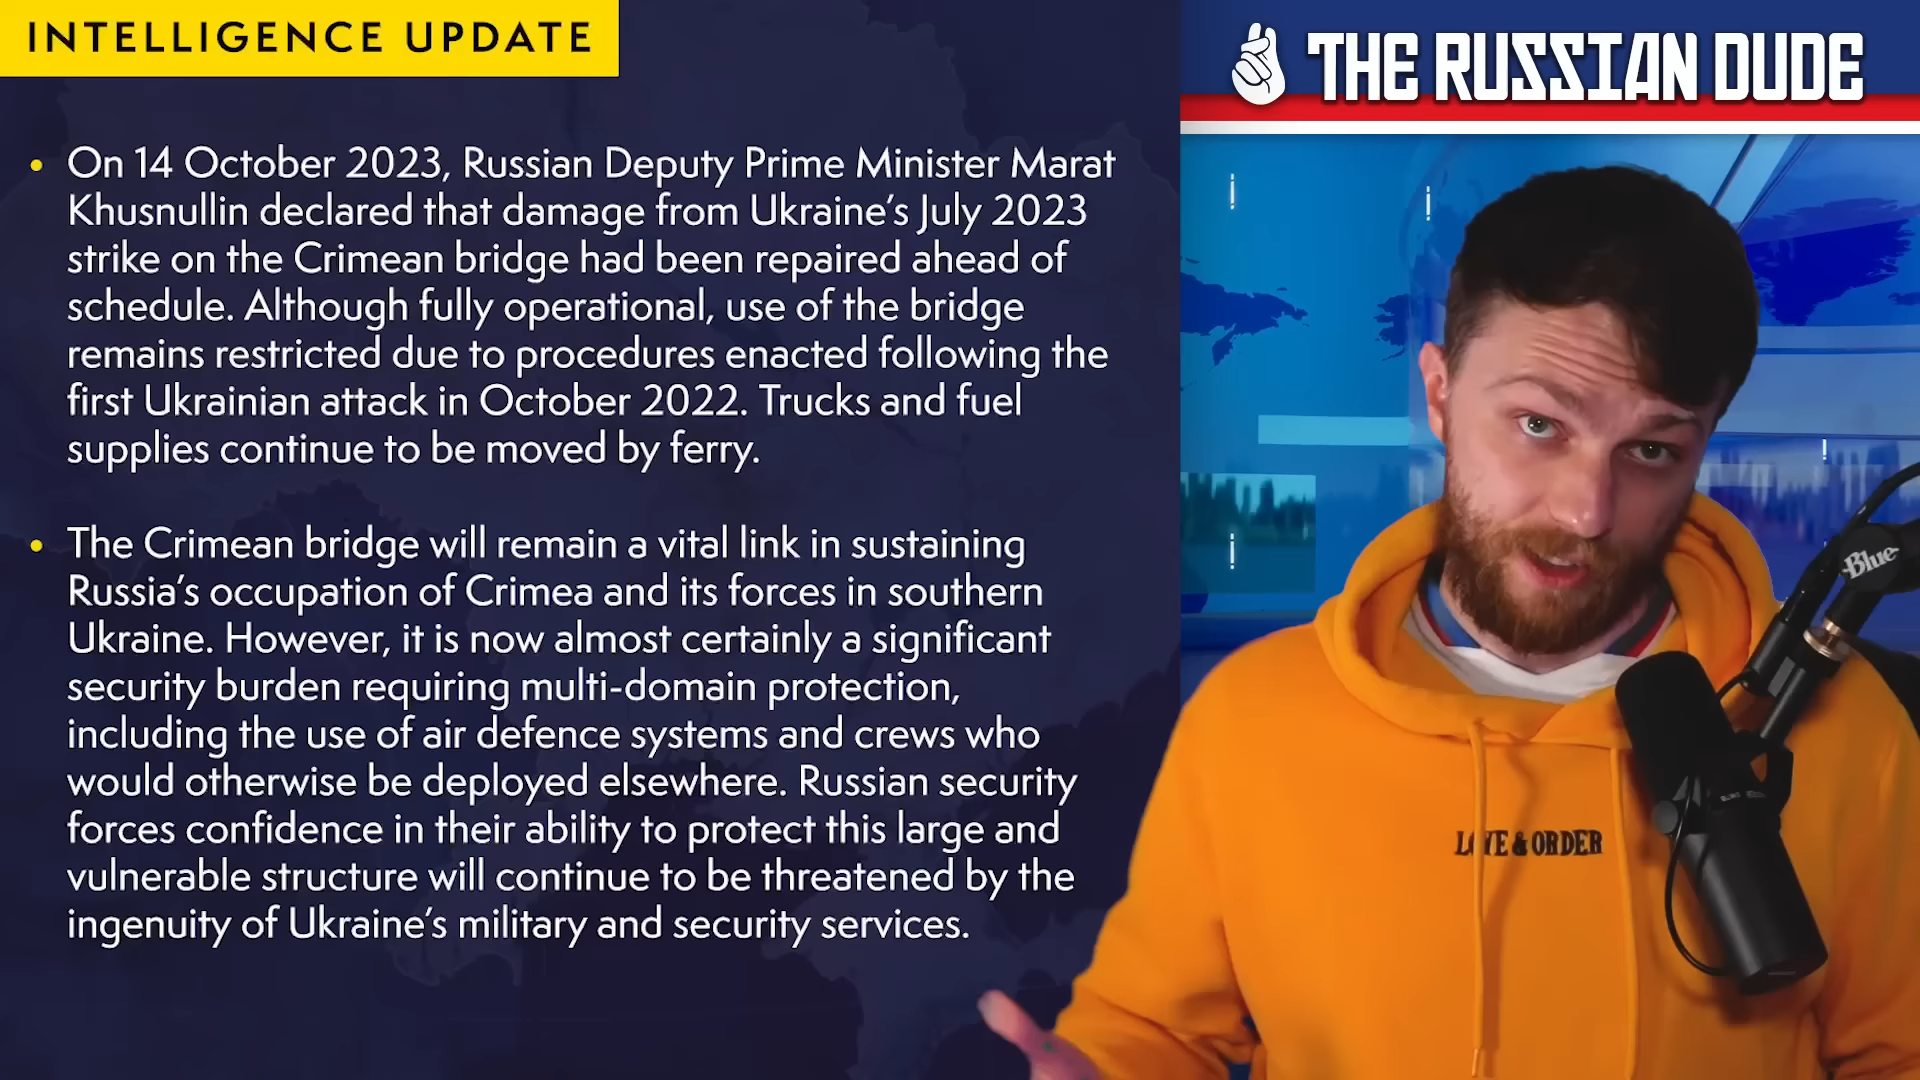 INTELLIGENCE UPDATE
THE RUSSIAN DUDE
• On 14 October 2023, Russian Deputy Prime Minister Marat
Khusnullin declared that damage from Ukraine's July 2023
strike on the Crimean bridge had been repaired ahead of
schedule. Although fully operational, use of the bridge
remains restricted due to procedures enacted following the
first Ukrainian attack in October 2022. Trucks and fuel
supplies continue to be moved by ferry.
• The Crimean bridge will remain a vital link in sustaining
Russia's occupation of Crimea and its forces in southern
Ukraine. However, it is now almost certainly a significant
security burden requiring multi-domain protection,
including the use of air defence systems and crews who
would otherwise be deployed elsewhere. Russian security
forces confidence in their ability to protect this large and
vulnerable structure will continue to be threatened by the
ingenuity of Ukraine's military and security services.
Blue
LOVE & ORDER